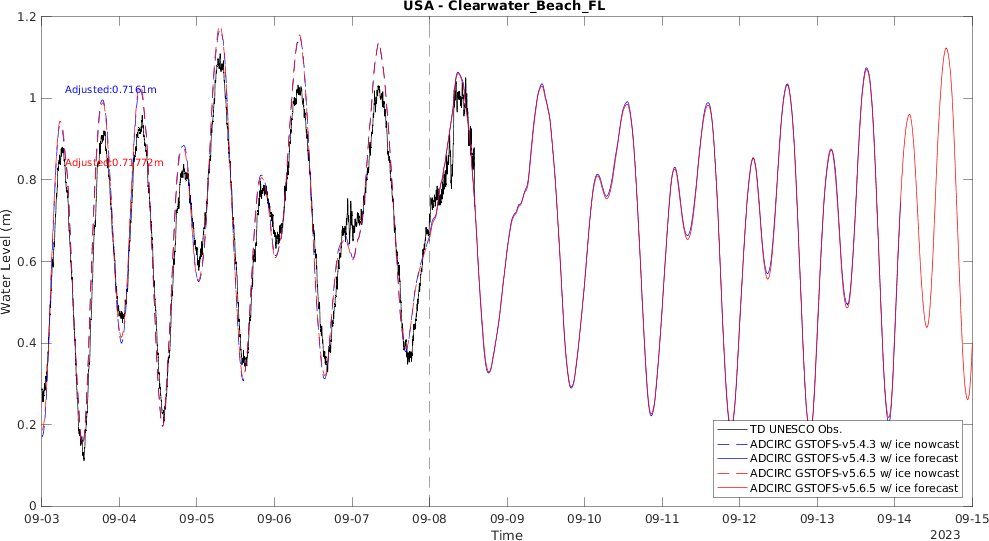 USA - Clearwater_Beach_FL
1.2
1
0.8
0.6
0.4
0.2
0
Water Level (m)
Adjusted:0.7161m
Adjusted:0.71772m
TD UNESCO Obs.
ADCIRC GSTOFS-v5.4.3 w/ ice nowcast
ADCIRC GSTOFS-v5.4.3 w/ ice forecast
ADCIRC GSTOFS-v5.6.5 w/ ice nowcast
ADCIRC GSTOFS-v5.6.5 w/ ice forecast
09-03 09-04 09-05 09-06 09-07 09-08 09-09 09-10 09-11 09-12 09-13 09-14 09-15
Time
2023